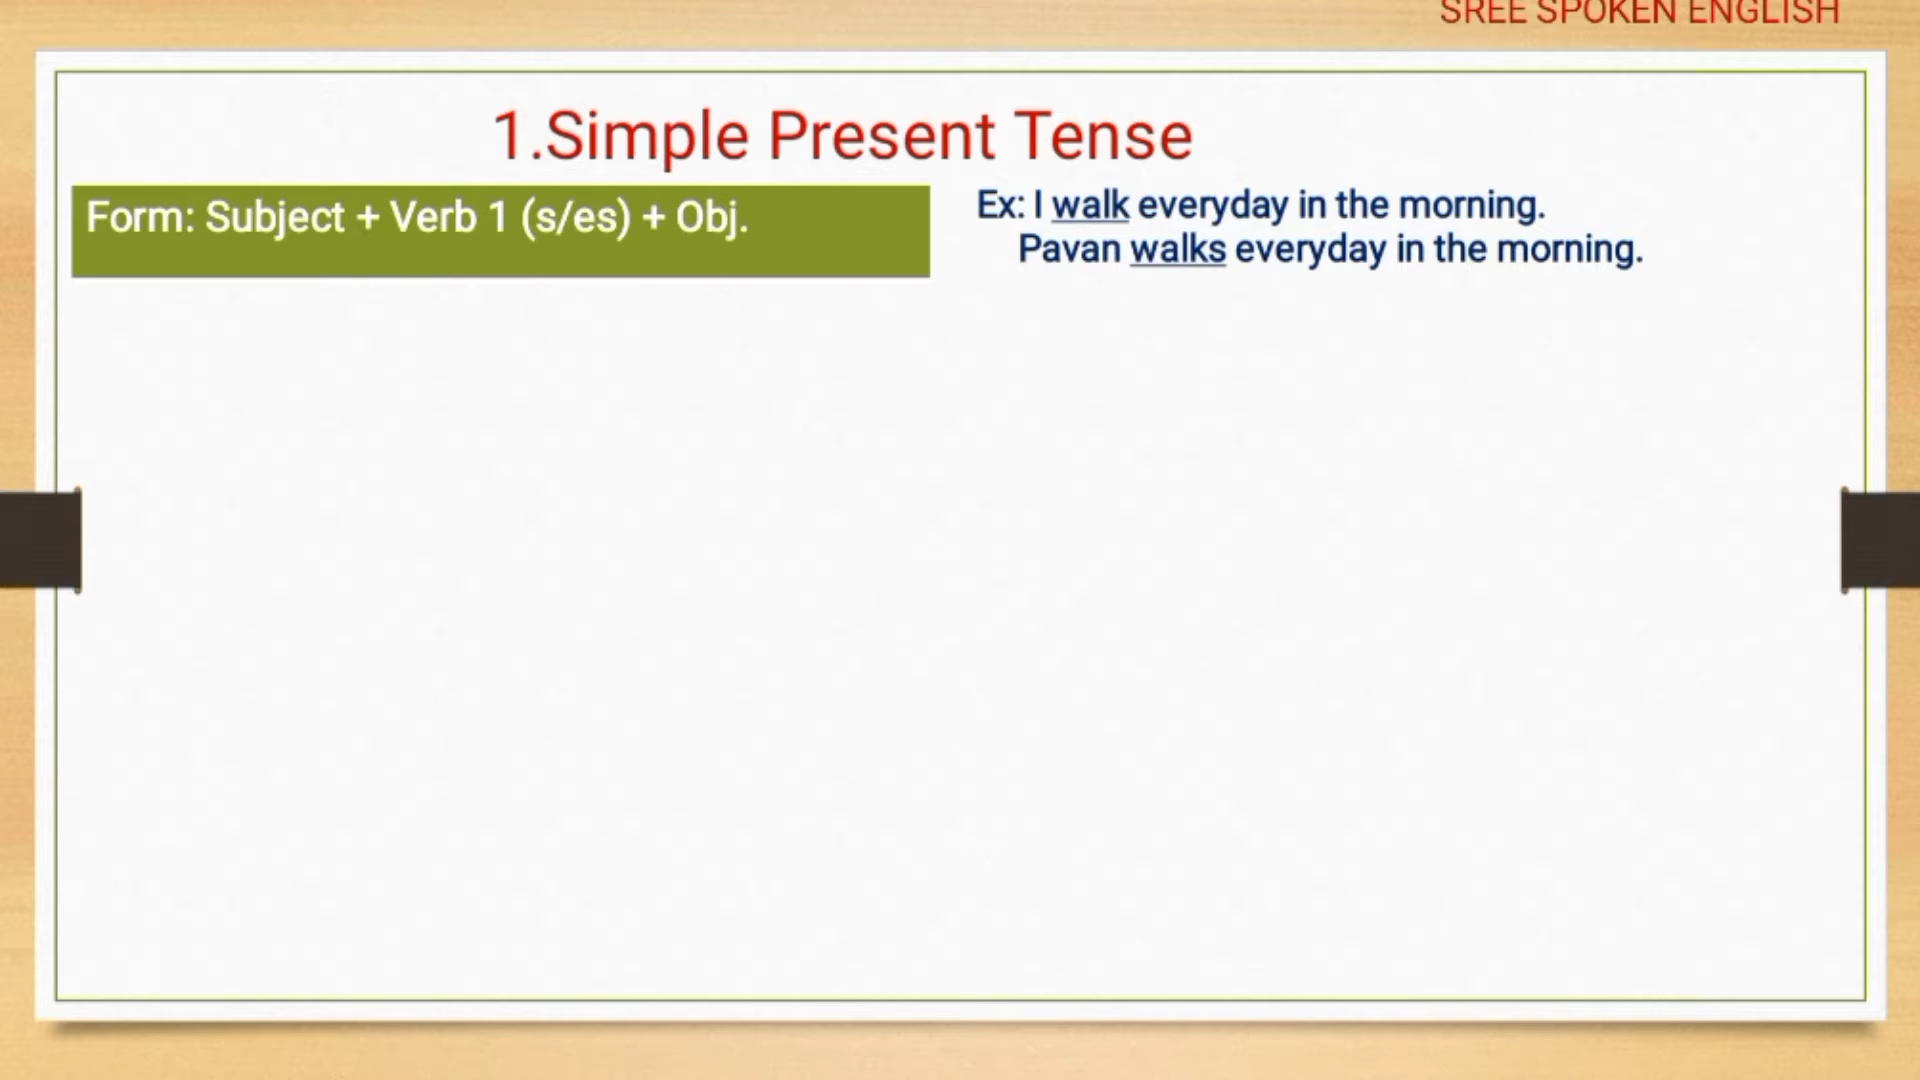 SREE SPOKEN ENGLISH
1.Simple Present Tense
Form: Subject + Verb 1 (s/es) + Obj.
Ex: I walk everyday in the morning.
Pavan walks everyday in the morning.